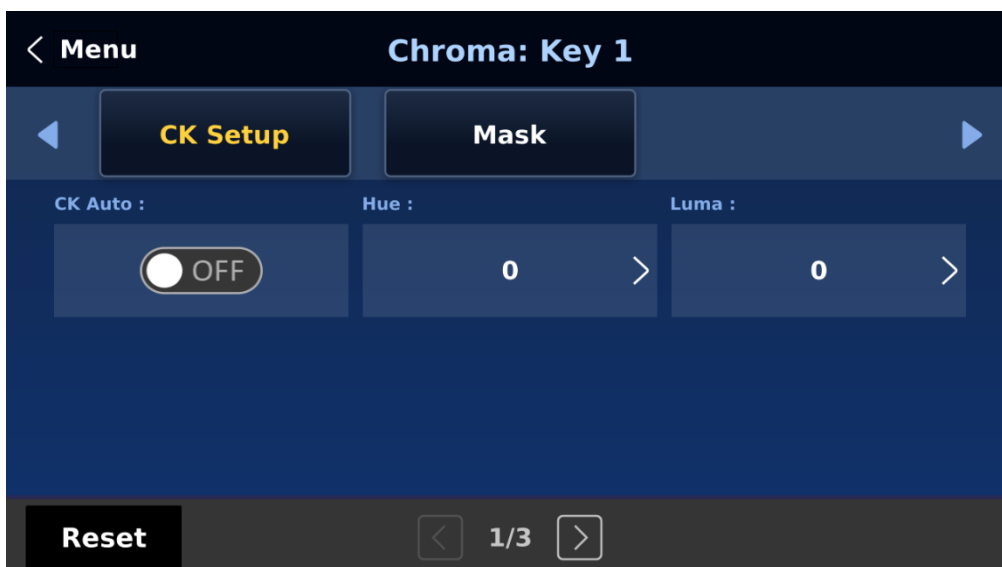 Menu
Chroma: Key 1
CK Setup
Mask
CK Auto :
Hue :
Luma :
OFF
0
0
Reset
1/3